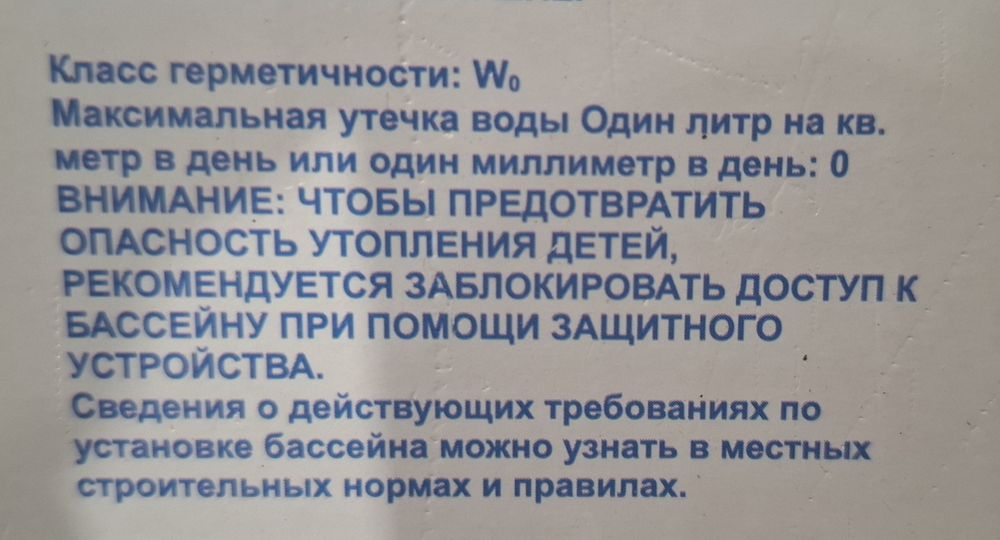 Класс герметичности: W₀
Максимальная утечка воды Один литр на кв.
метр в день или один миллиметр в день: 0
ВНИМАНИЕ: ЧТОБЫ ПРЕДОТВРАТИТЬ
ОПАСНОСТЬ УТОПЛЕНИЯ ДЕТЕЙ,
РЕКОМЕНДУЕТСЯ ЗАБЛОКИРОВАТЬ ДОСТУП К
БАССЕЙНУ ПРИ ПОМОЩИ ЗАЩИТНОГО
УСТРОЙСТВА.
Сведения о действующих требованиях по
установке бассейна можно узнать в местных
строительных нормах и правилах.